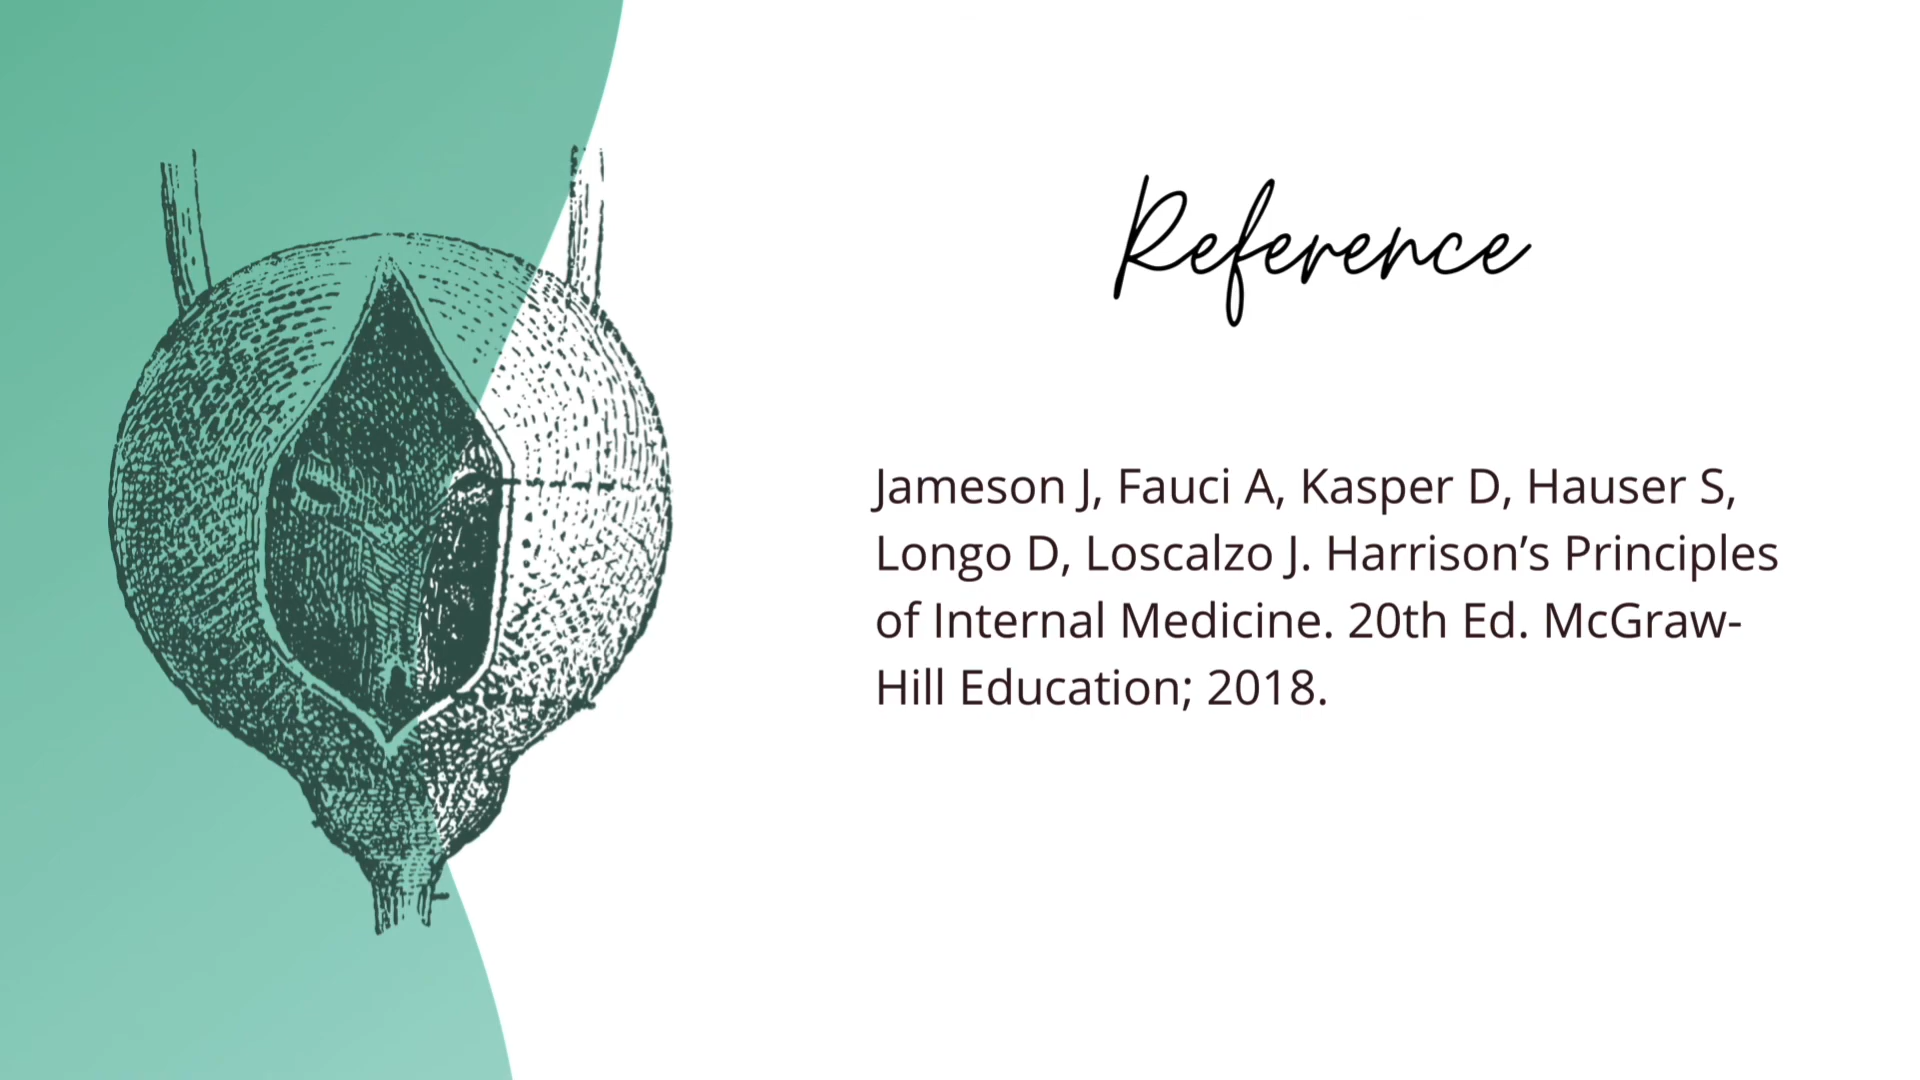 Reference
Jameson J, Fauci A, Kasper D, Hauser S,
Longo D, Loscalzo J. Harrison’s Principles
of Internal Medicine. 20th Ed. McGraw-
Hill Education; 2018.